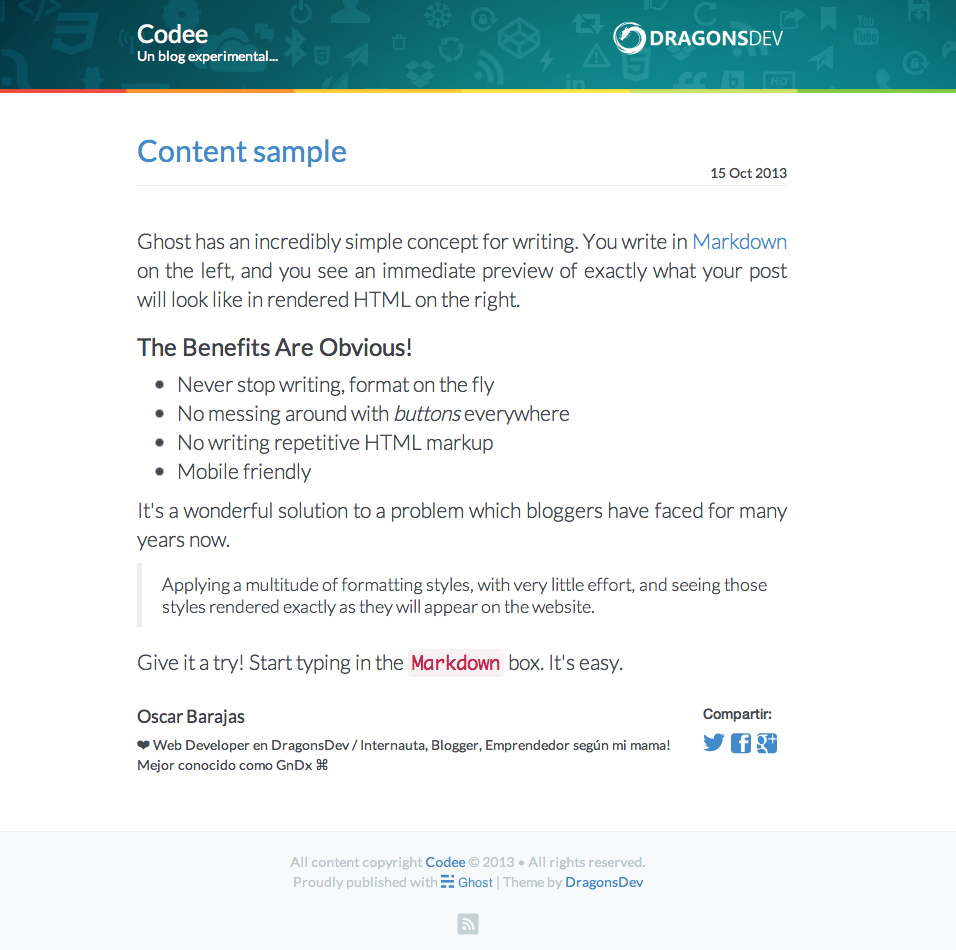 Codee
Un blog experimental...
DRAGONSDEV
You
Tube
HD
Content sample
15 Oct 2013
Ghost has an incredibly simple concept for writing. You write in Markdown
on the left, and you see an immediate preview of exactly what your post
will look like in rendered HTML on the right.
The Benefits Are Obvious!
Never stop writing, format on the fly
No messing around with buttons everywhere
No writing repetitive HTML markup
Mobile friendly
It's a wonderful solution to a problem which bloggers have faced for many
years now.
Applying a multitude of formatting styles, with very little effort, and seeing those
styles rendered exactly as they will appear on the website.
Give it a try! Start typing in the Markdown box. It's easy.
Oscar Barajas
❤ Web Developer en DragonsDev / Internauta, Blogger, Emprendedor según mi mama!
Mejor conocido como GnDx ⌘
Compartir:
All content copyright Codee © 2013 • All rights reserved.
Proudly published with Ghost | Theme by DragonsDev